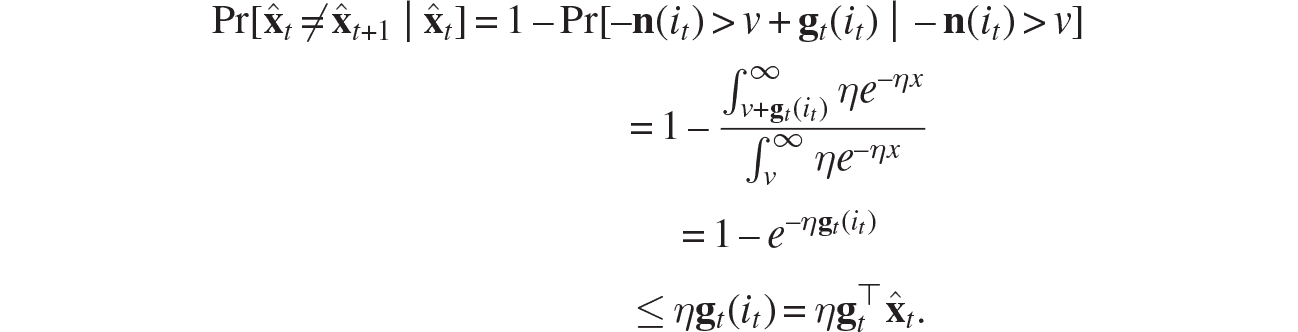 Pr[x̂_t ≠ x̂_{t+1} | x̂_t] = 1 − Pr[−n(i_t) > v + g_t(i_t) | − n(i_t) > v]
= 1 − \frac{∫_{v+g_t(i_t)}^∞ ηe^{−ηx}}{∫_v^∞ ηe^{−ηx}}
= 1 − e^{−ηg_t(i_t)}
≤ ηg_t(i_t) = ηg_t^⊤ x̂_t.